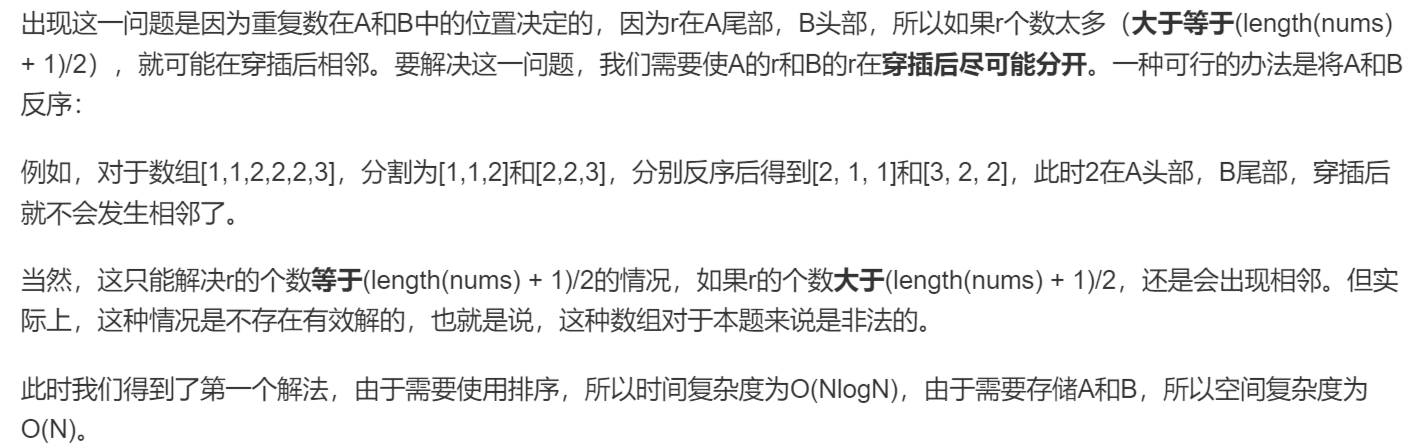 出现这一问题是因为重复数在A和B中的位置决定的，因为r在A尾部，B头部，所以如果r个数太多（大于等于(length(nums)
+ 1)/2），就可能在穿插后相邻。要解决这一问题，我们需要使A的r和B的r在穿插后尽可能分开。一种可行的办法是将A和B
反序：
例如，对于数组[1,1,2,2,2,3]，分割为[1,1,2]和[2,2,3]，分别反序后得到[2, 1, 1]和[3, 2, 2]，此时2在A头部，B尾部，穿插后
就不会发生相邻了。
当然，这只能解决r的个数等于(length(nums) + 1)/2的情况，如果r的个数大于(length(nums) + 1)/2，还是会出现相邻。但实
际上，这种情况是不存在有效解的，也就是说，这种数组对于本题来说是非法的。
此时我们得到了第一个解法，由于需要使用排序，所以时间复杂度为O(NlogN)，由于需要存储A和B，所以空间复杂度为
O(N)。